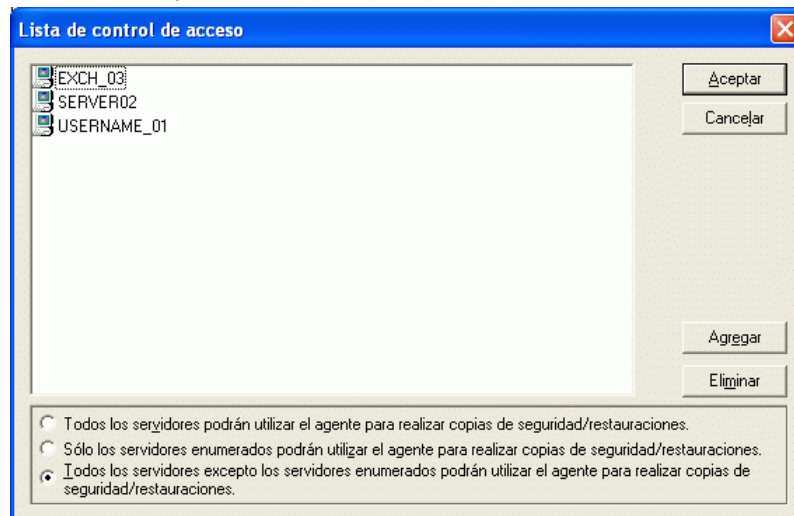 Lista de control de acceso
EXCH_03
SERVER02
USERNAME_01
Aceptar
Cancelar
Agregar
Eliminar
Todos los servidores podrán utilizar el agente para realizar copias de seguridad/restauraciones.
Sólo los servidores enumerados podrán utilizar el agente para realizar copias de seguridad/restauraciones.
Todos los servidores excepto los servidores enumerados podrán utilizar el agente para realizar copias de
seguridad/restauraciones.